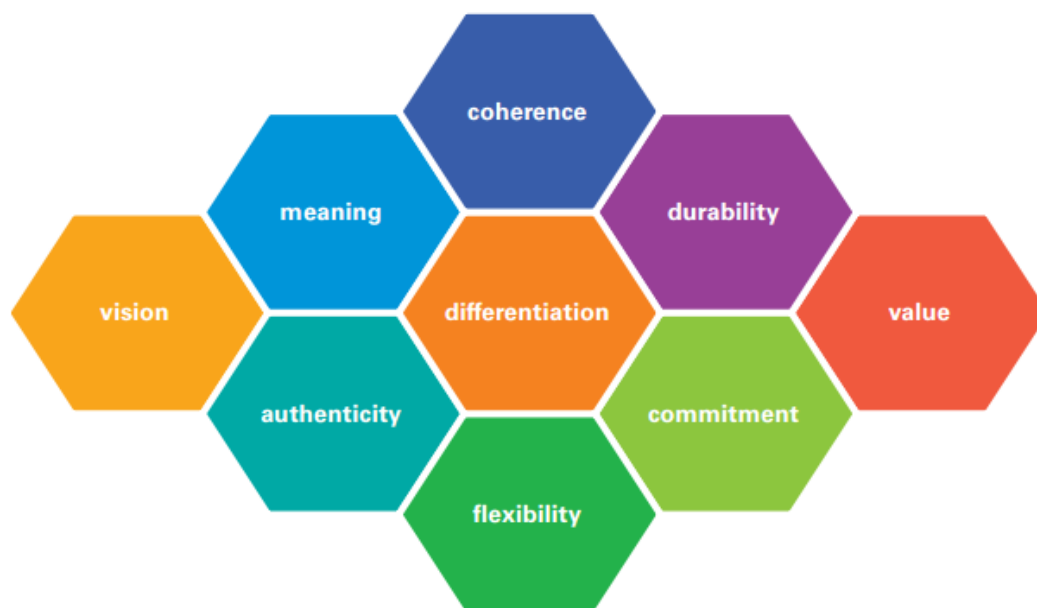 coherence
meaning
durability
vision
differentiation
value
authenticity
commitment
flexibility